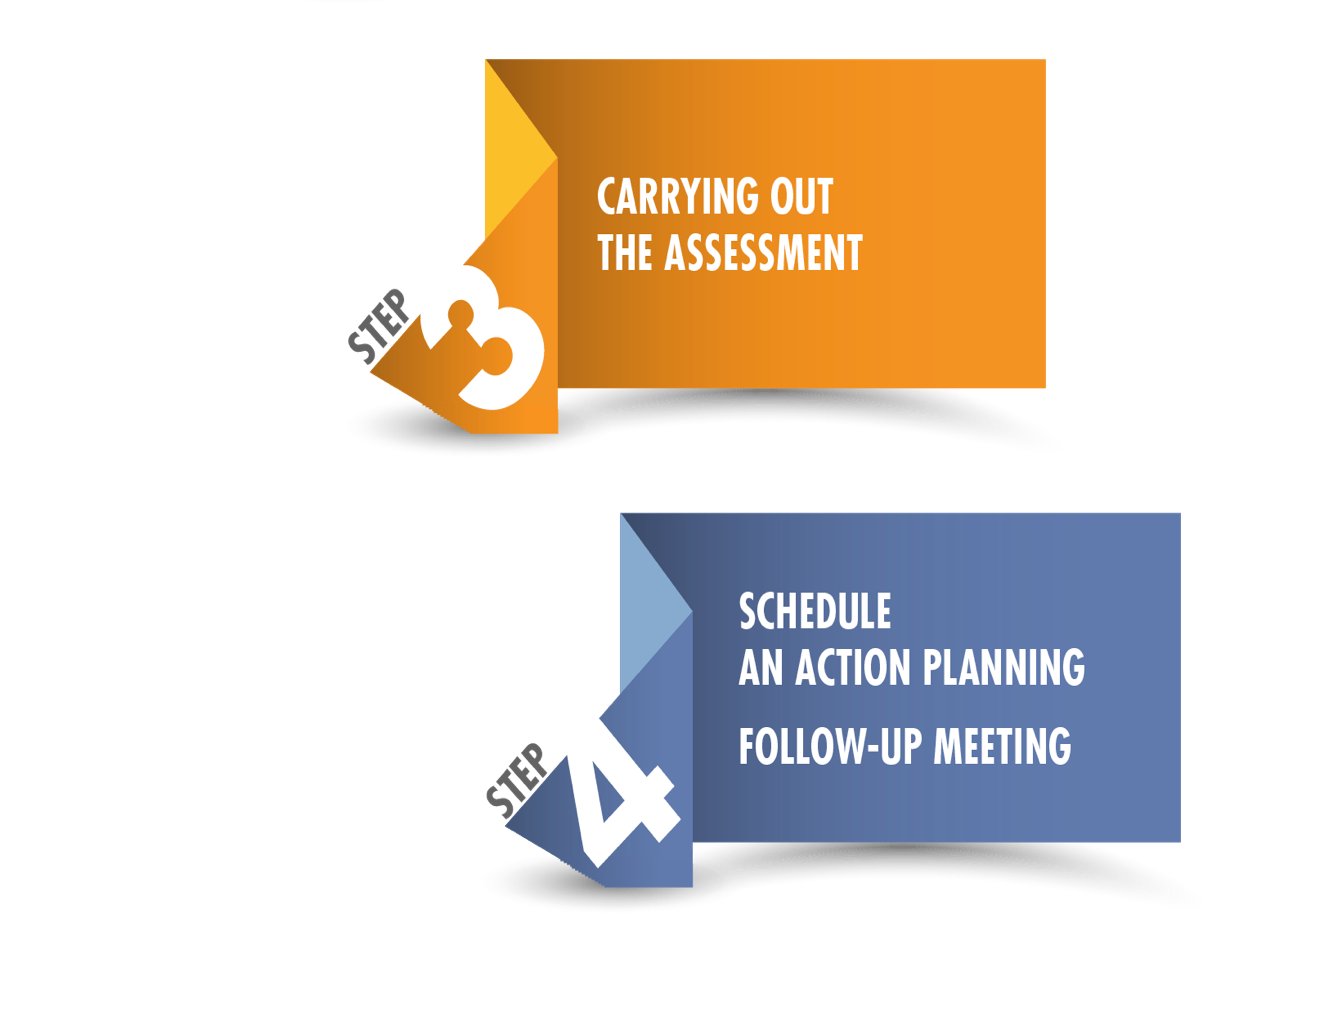 STEP 3
CARRYING OUT
THE ASSESSMENT
STEP 4
SCHEDULE
AN ACTION PLANNING
FOLLOW-UP MEETING